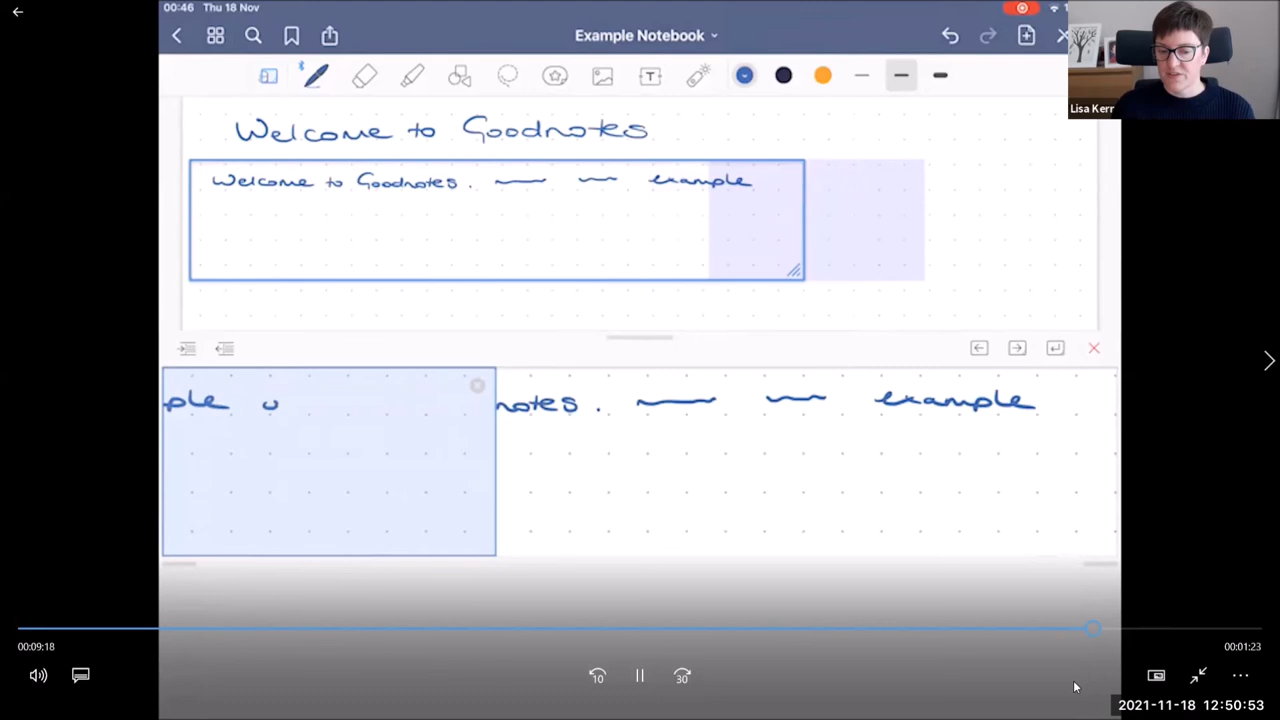 00:46 Thu 18 Nov
Example Notebook
T
Lisa Kerr
Welcome to Goodnotes
Welcome to Goodnotes. example
ple notes. example
00:09:18
00:01:23
10
30
2021-11-18 12:50:53